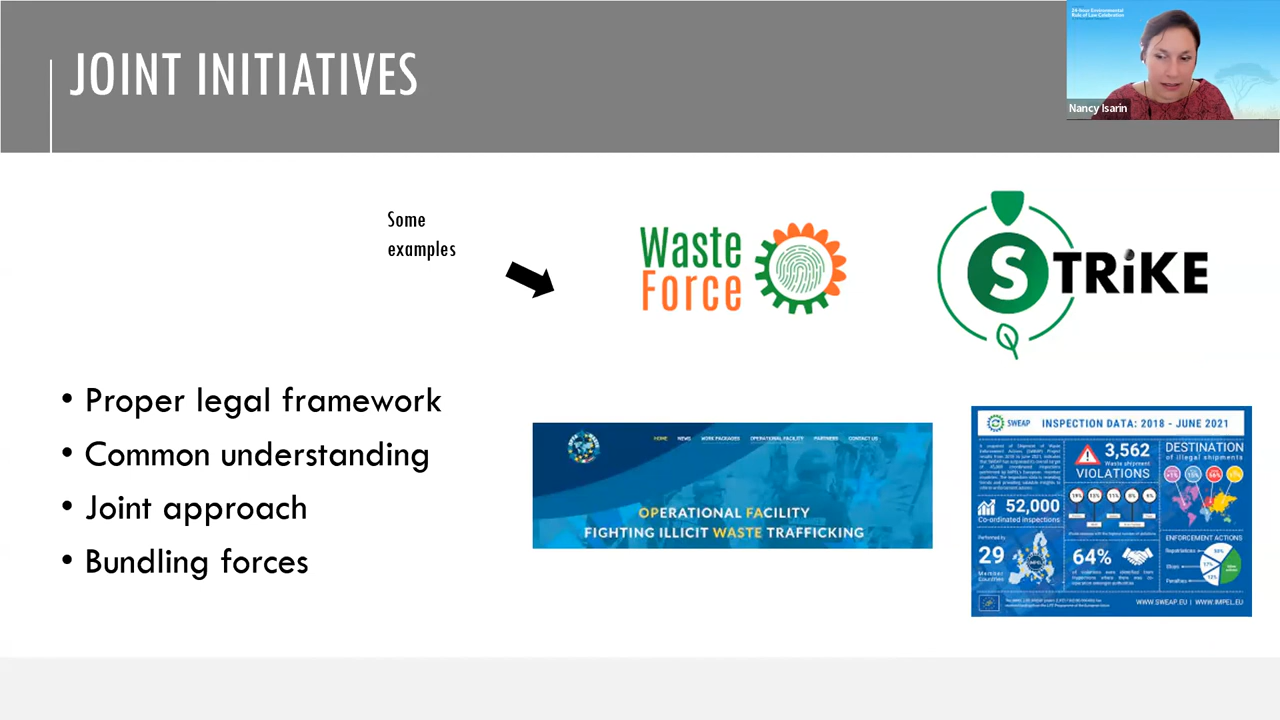 JOINT INITIATIVES
24-hour Environmental
Rule of Law Celebration
Nancy Isarin
Some
examples
Waste
Force
STRiKE
• Proper legal framework
• Common understanding
• Joint approach
• Bundling forces
HOME NEWS WORK PACKAGES OPERATIONAL FACILITY PARTNERS CONTACT US
OPERATIONAL FACILITY
FIGHTING ILLICIT WASTE TRAFFICKING
SWEAP INSPECTION DATA: 2018 - JUNE 2021
3,562
Waste shipment
VIOLATIONS
DESTINATION
of illegal shipments
52,000
Co-ordinated inspections
Performed by
29
Member
Countries
IMPEL
64%
ENFORCEMENT ACTIONS
Repatriations
Penalties
WWW.SWEAP.EU | WWW.IMPEL.EU